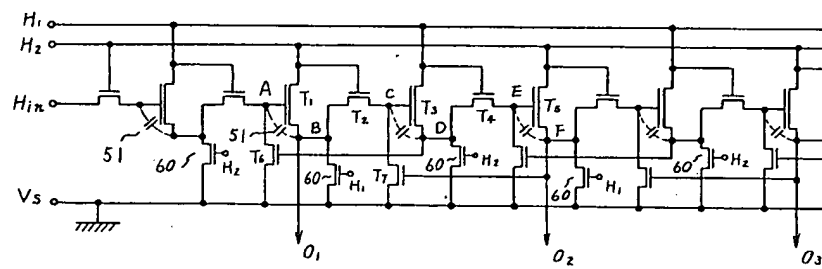 H₁
H₂
Hin
Vs
51
60
H₂
A
T₁
51
T₆
B
T₂
60
H₁
C
T₃
T₇
D
T₄
60
H₂
E
T₅
F
60
H₁
60
H₂
O₁
O₂
O₃